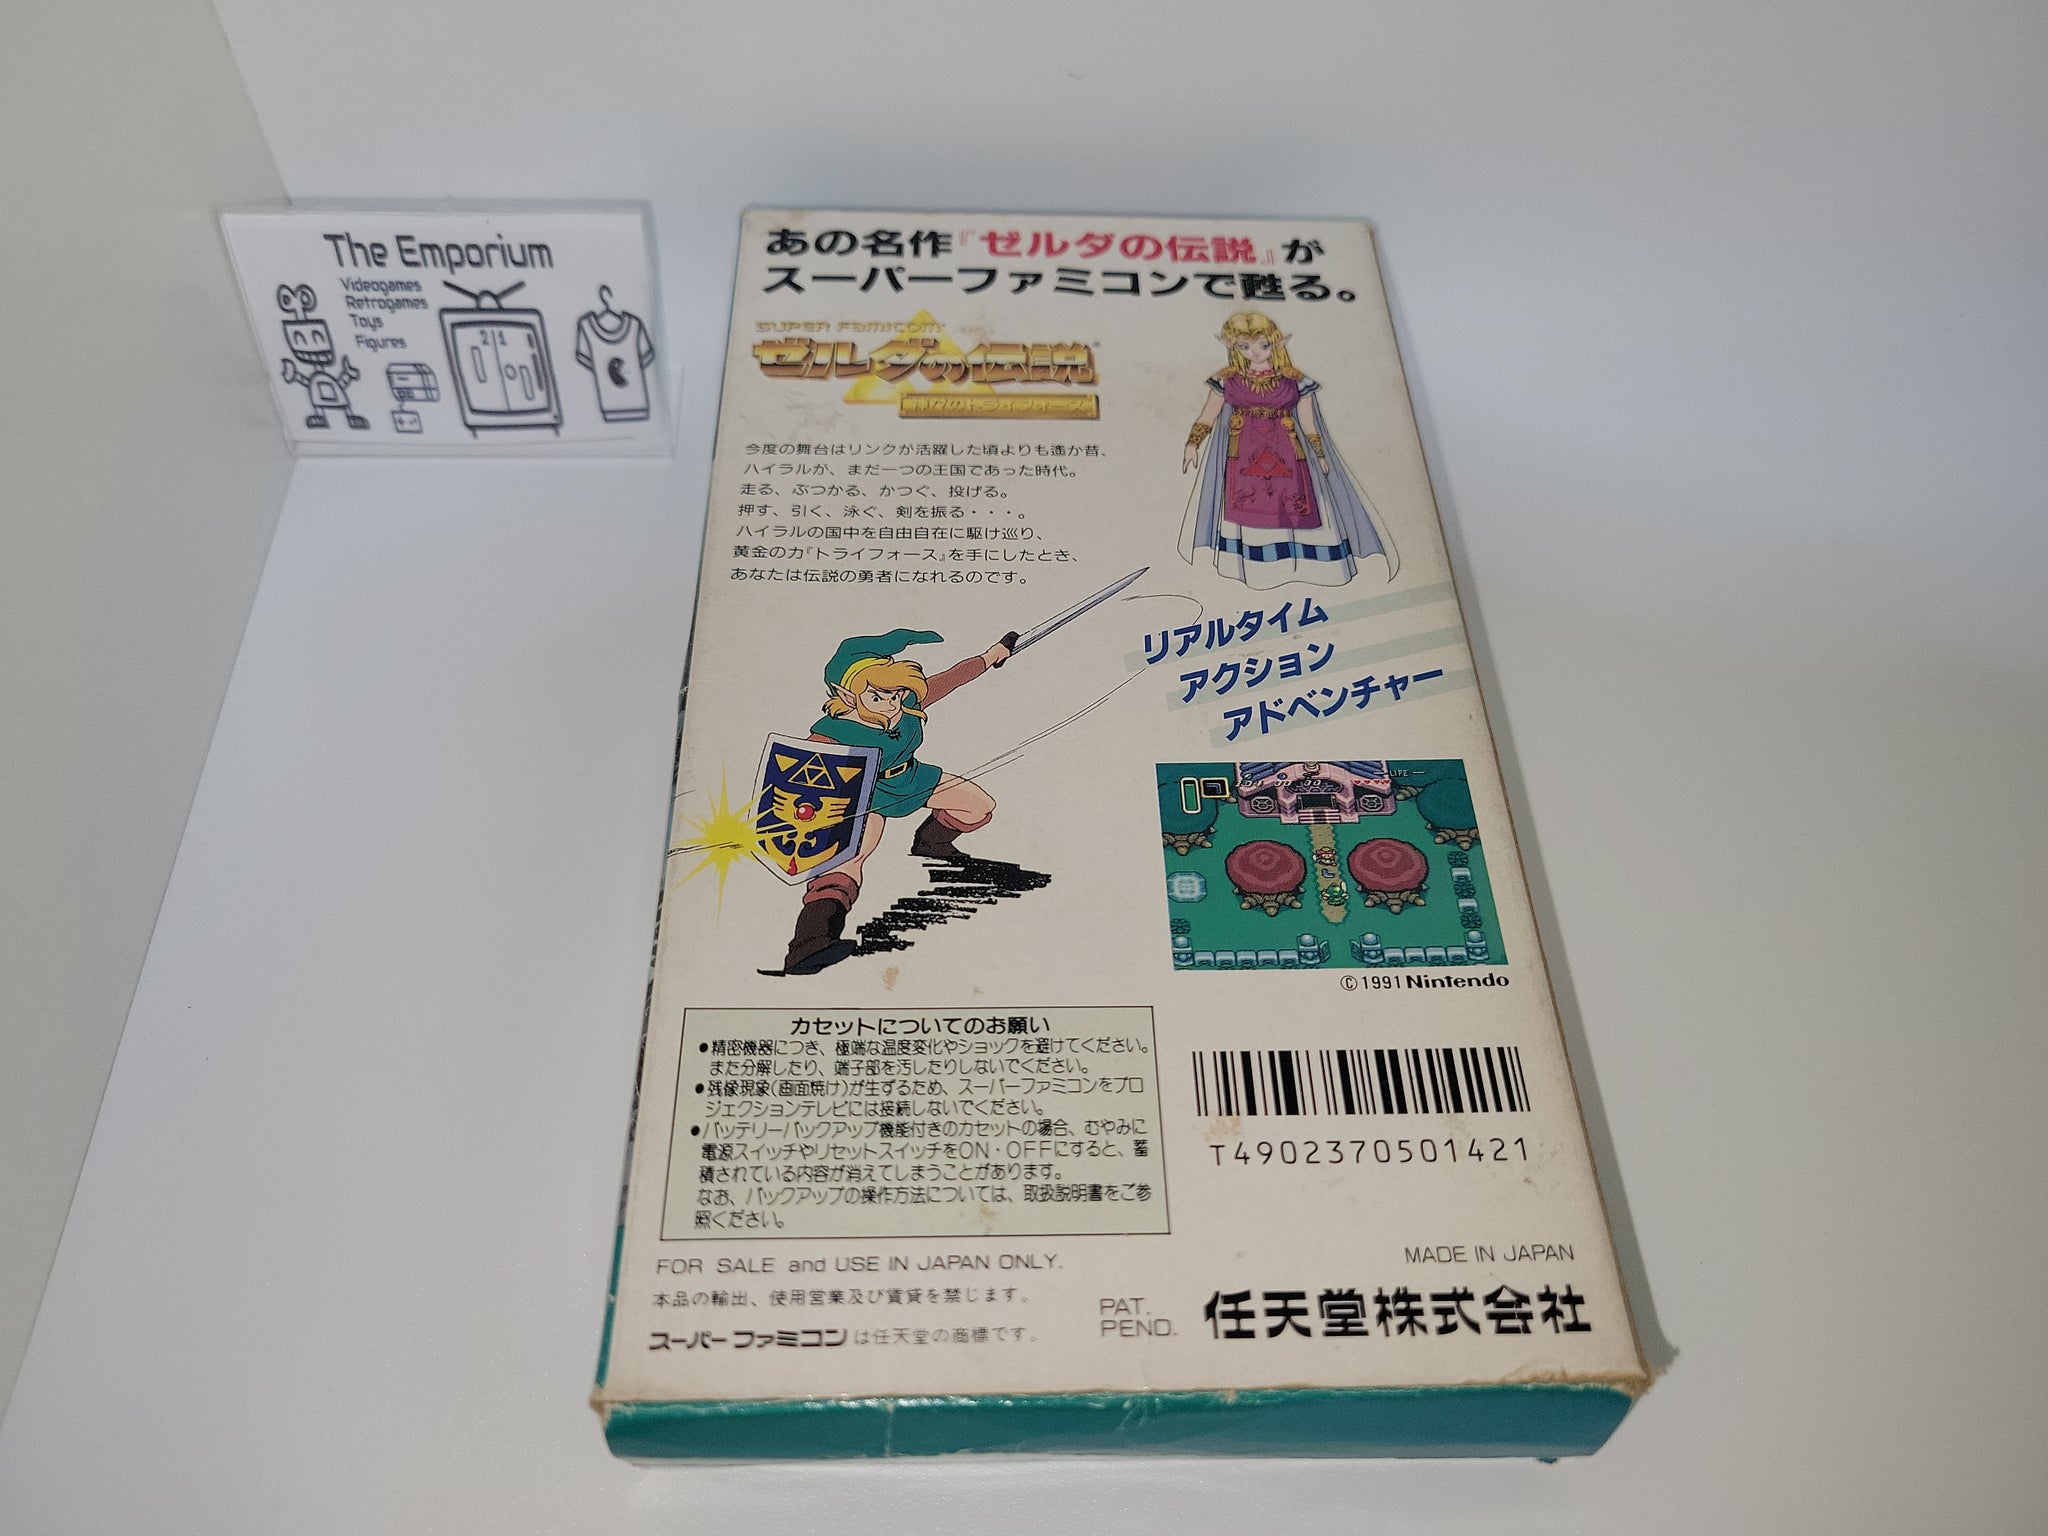 The Emporium
Videogames
Retrogames
Toys
Figures
21
あの名作『ゼルダの伝説』が
スーパーファミコンで甦る。
SUPER FAMICOM
ゼルダの伝説
神々のトライフォース
今度の舞台はリンクが活躍した頃よりも遙か昔、
ハイラルが、まだ一つの王国であった時代。
走る、ぶつかる、かつぐ、投げる。
押す、引く、泳ぐ、剣を振る・・・。
ハイラルの国中を自由自在に駆け巡り、
黄金の力『トライフォース』を手にしたとき、
あなたは伝説の勇者になれるのです。
リアルタイム
アクション
アドベンチャー
LIFE
©1991 Nintendo
カセットについてのお願い
●精密機器につき、極端な温度変化やショックを避けてください。
また分解したり、端子部を汚したりしないでください。
●残像現象(画面焼け)が生ずるため、スーパーファミコンをプロ
ジェクションテレビには接続しないでください。
●バッテリーバックアップ機能付きのカセットの場合、むやみに
電源スイッチやリセットスイッチをON・OFFにすると、蓄
積されている内容が消えてしまうことがあります。
なお、バックアップの操作方法については、取扱説明書をご参
照ください。
T4902370501421
FOR SALE and USE IN JAPAN ONLY.
本品の輸出、使用営業及び賃貸を禁じます。
スーパーファミコンは任天堂の商標です。
MADE IN JAPAN
PAT.
PEND.
任天堂株式会社